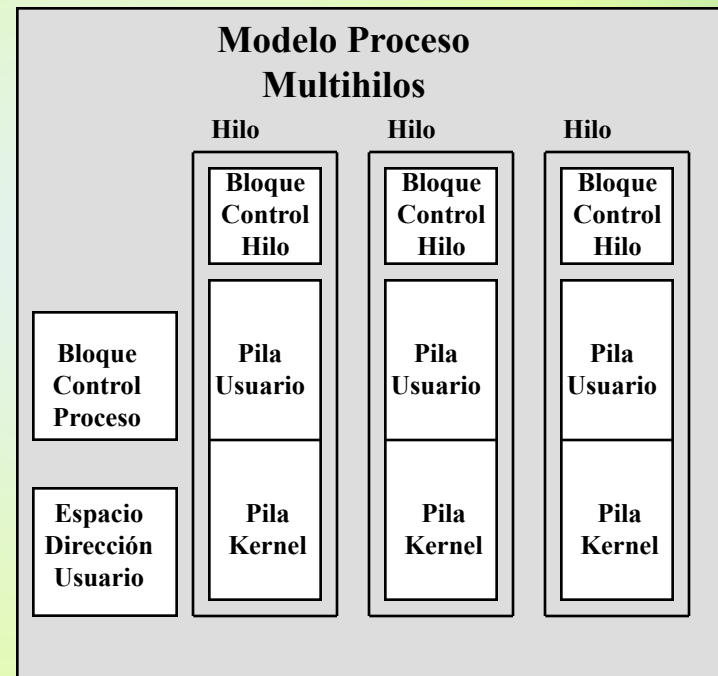 Modelo Proceso
Multihilos
Hilo
Hilo
Hilo
Bloque
Control
Hilo
Bloque
Control
Hilo
Bloque
Control
Hilo
Bloque
Control
Proceso
Pila
Usuario
Pila
Usuario
Pila
Usuario
Espacio
Dirección
Usuario
Pila
Kernel
Pila
Kernel
Pila
Kernel